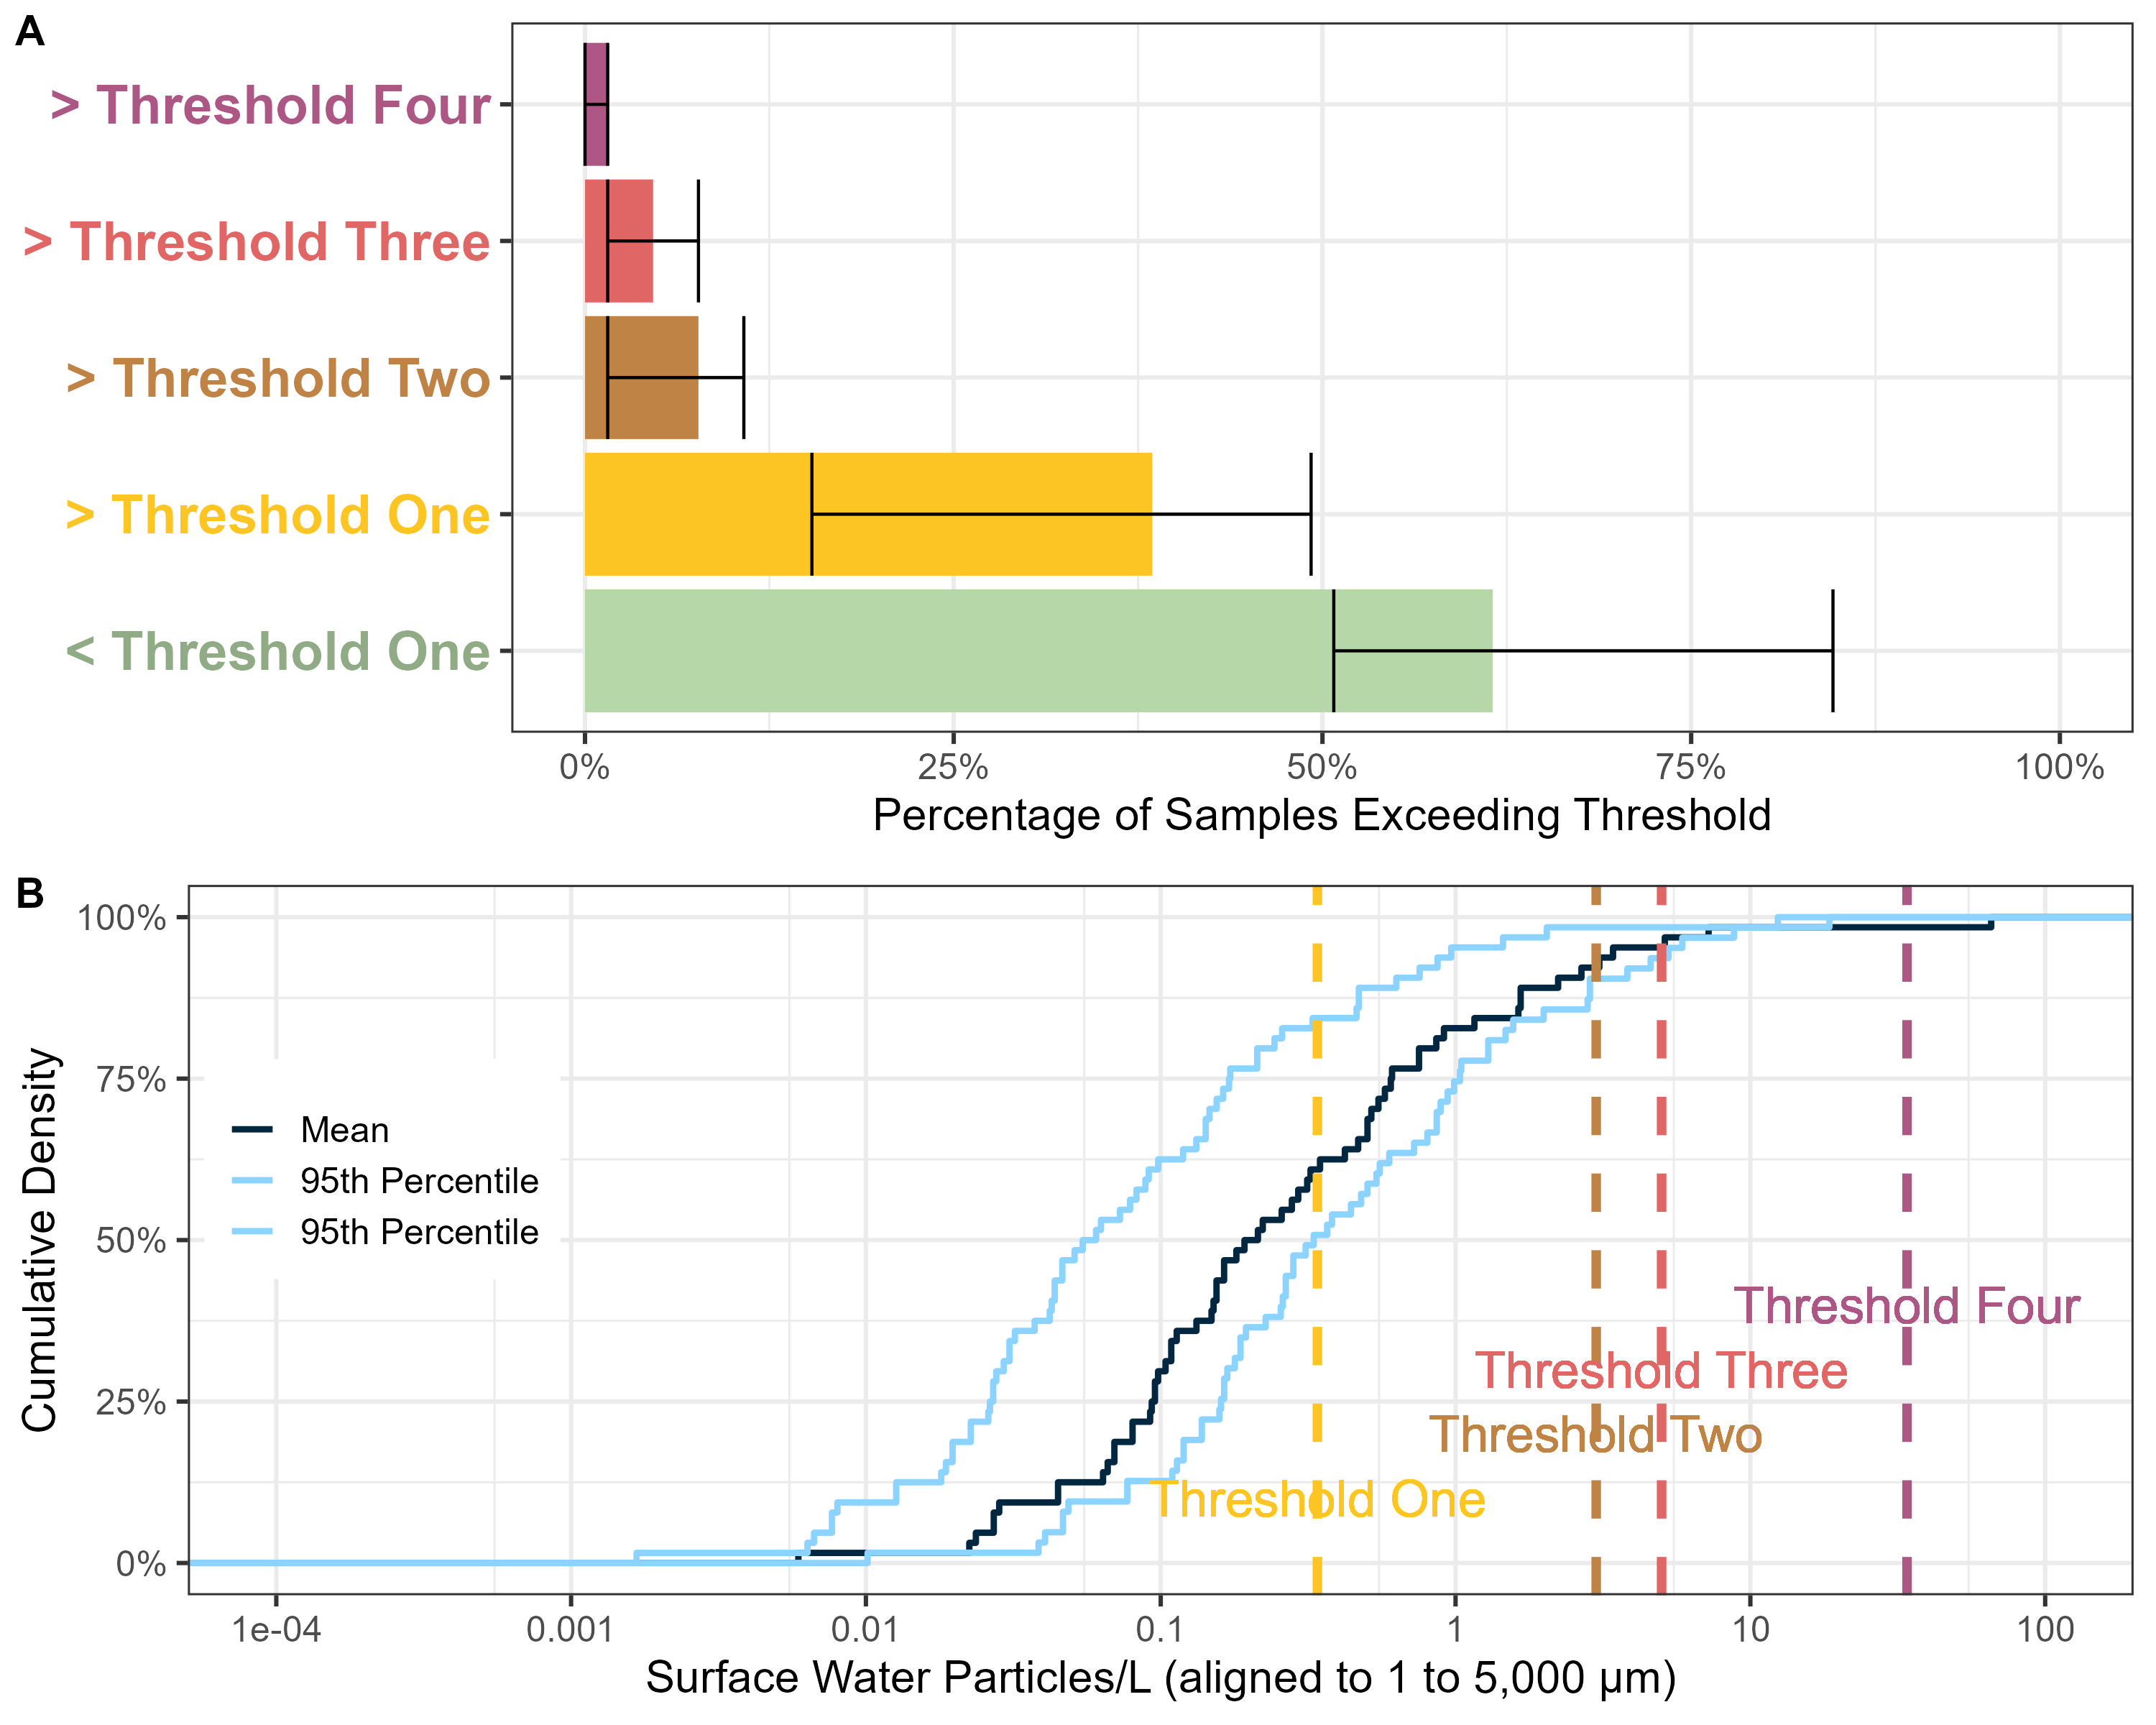 A
> Threshold Four
> Threshold Three
> Threshold Two
> Threshold One
< Threshold One
0% 25% 50% 75% 100%
Percentage of Samples Exceeding Threshold
B
100%
75%
50%
25%
0%
Cumulative Density
Mean
95th Percentile
95th Percentile
Threshold Four
Threshold Three
Threshold Two
Threshold One
1e-04 0.001 0.01 0.1 1 10 100
Surface Water Particles/L (aligned to 1 to 5,000 µm)